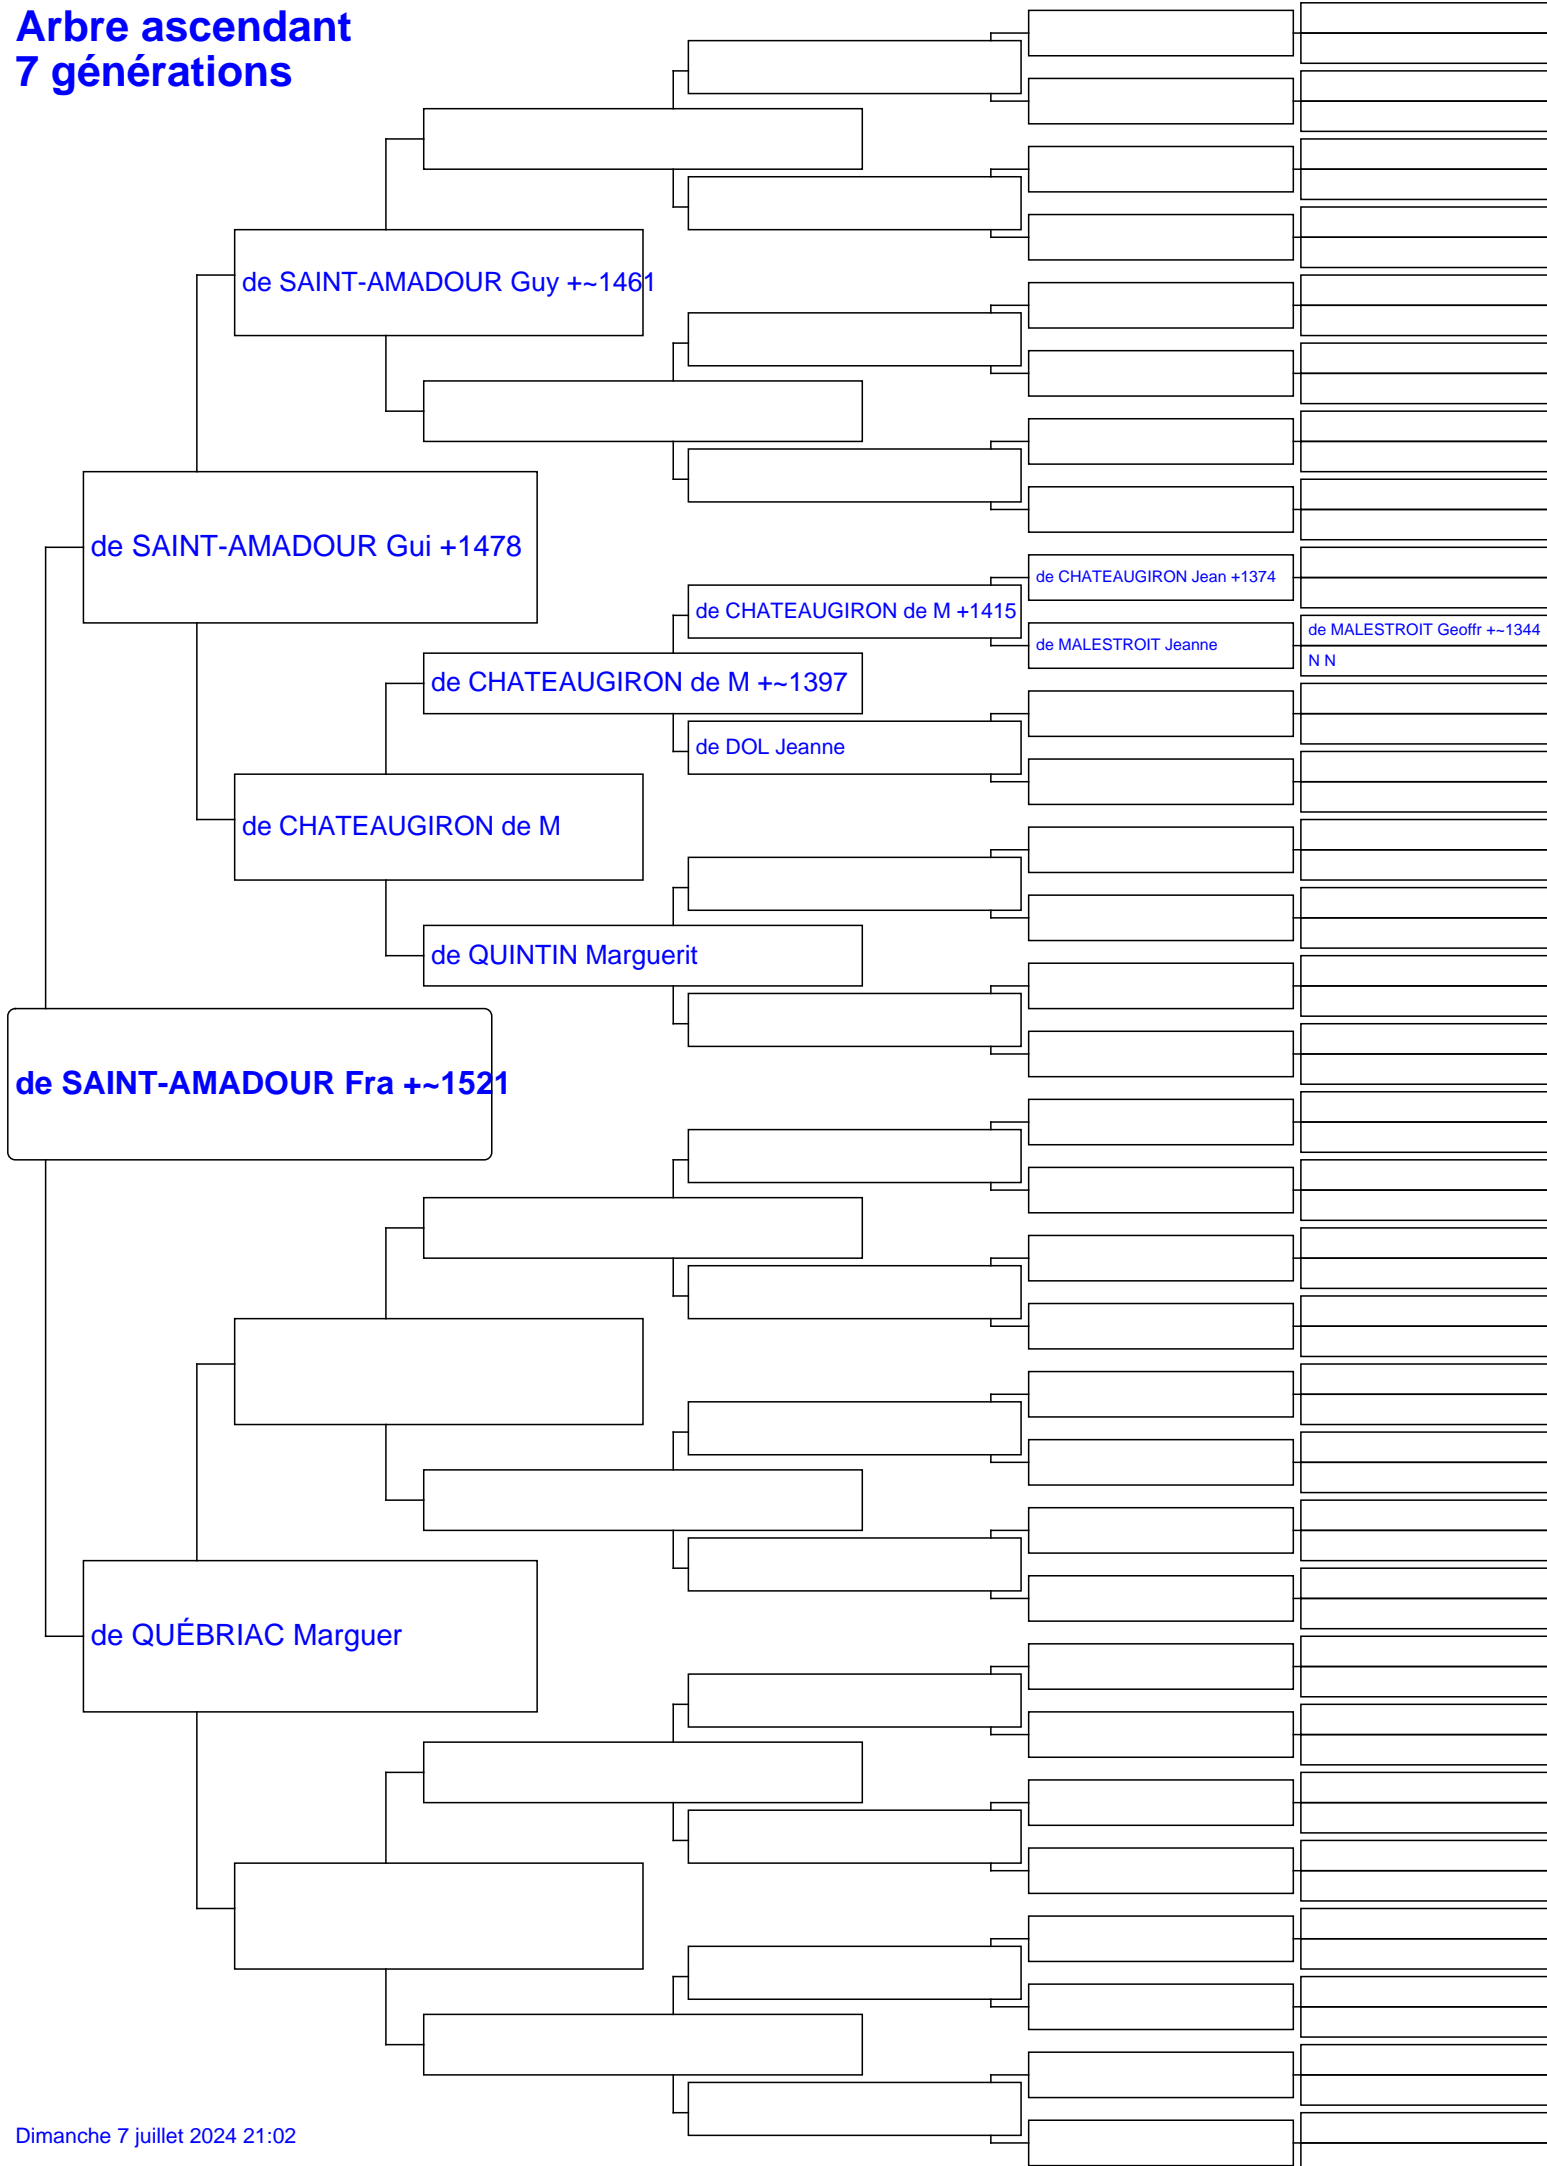 Arbre ascendant
7 générations
de SAINT-AMADOUR Guy +~1461
de SAINT-AMADOUR Gui +1478
de CHATEAUGIRON Jean +1374
de CHATEAUGIRON de M +1415
de MALESTROIT Geoffr +~1344
de MALESTROIT Jeanne
N N
de CHATEAUGIRON de M +~1397
de DOL Jeanne
de CHATEAUGIRON de M
de QUINTIN Marguerit
de SAINT-AMADOUR Fra +~1521
de QUÉBRIAC Marguer
Dimanche 7 juillet 2024 21:02